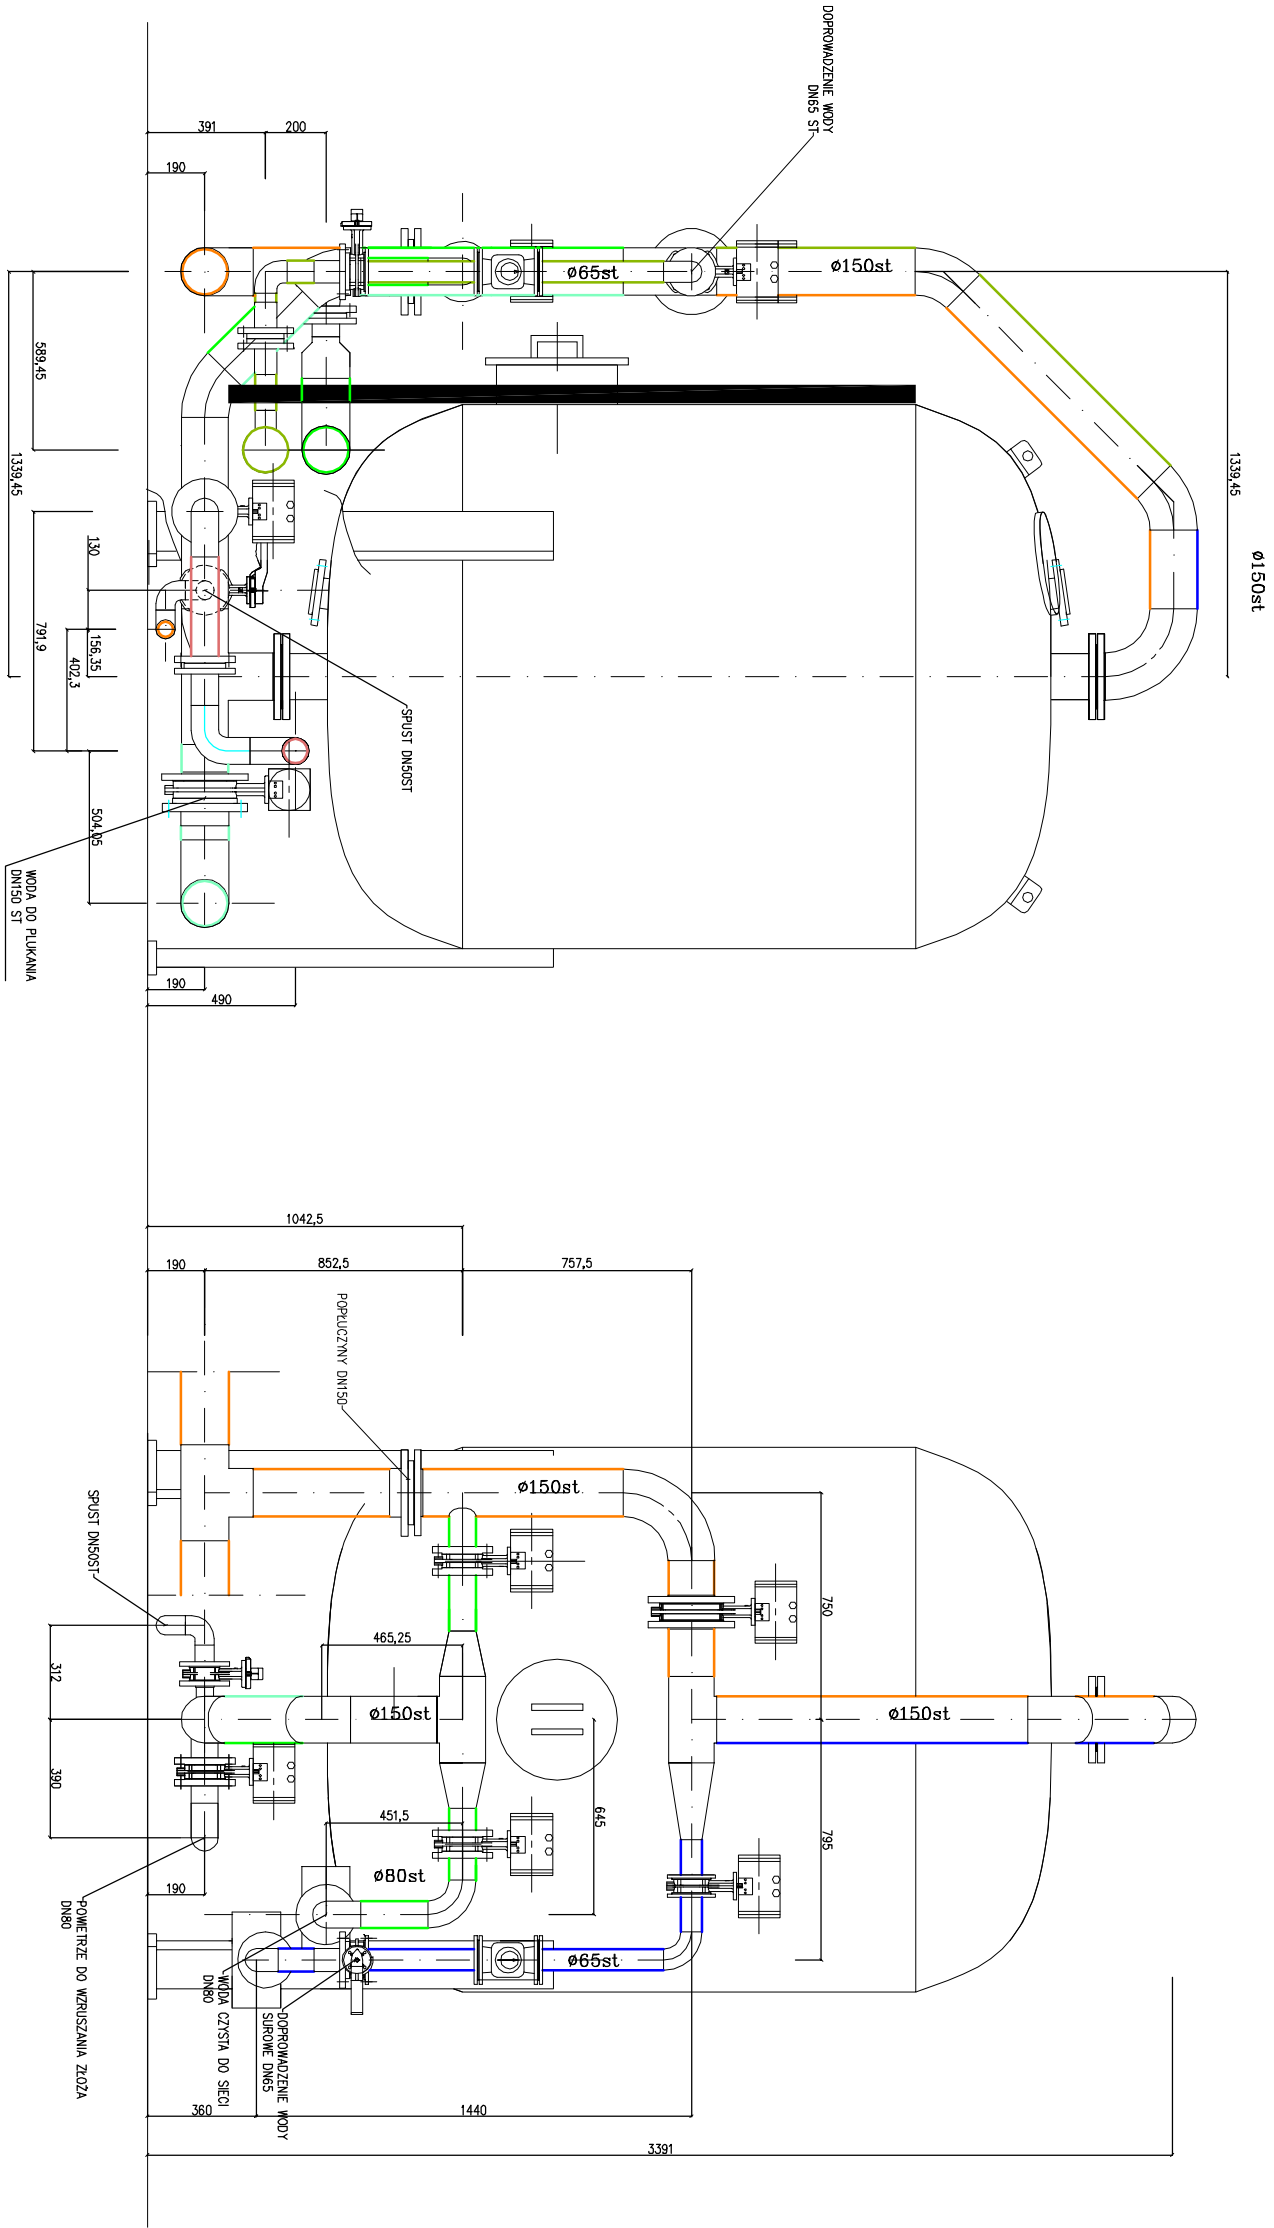 DOPROWADZENIE WODY
DN65 ST
391
200
190
Ø65st
Ø150st
589,45
1339,45
1339,45
Ø150st
130
156,35
791,9
402,3
504,05
SPUST DN50ST
WODA DO PLUKANIA
DN150 ST
190
490
1042,5
190
852,5
757,5
POPŁUCZYNY DN150
Ø150st
SPUST DN50ST
750
465,25
312
Ø150st
Ø150st
390
645
451,5
795
Ø80st
190
Ø65st
POWIETRZE DO WZRUSZANIA ZŁOŻA
DN80
WODA CZYSTA DO SIECI
DN80
DOPROWADZENIE WODY
SUROWE DN65
360
1440
3391